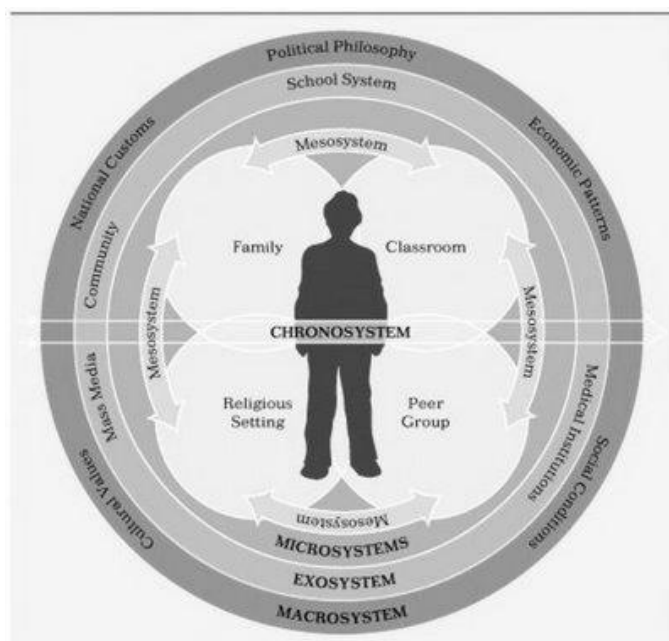 Political Philosophy
School System
National Customs
Economic Patterns
Mesosystem
Community
Family
Classroom
Mesosystem
Mesosystem
CHRONOSYSTEM
Mass Media
Religious
Setting
Peer
Group
Medical Institutions
Cultural Values
Social Conditions
Mesosystem
MICROSYSTEMS
EXOSYSTEM
MACROSYSTEM